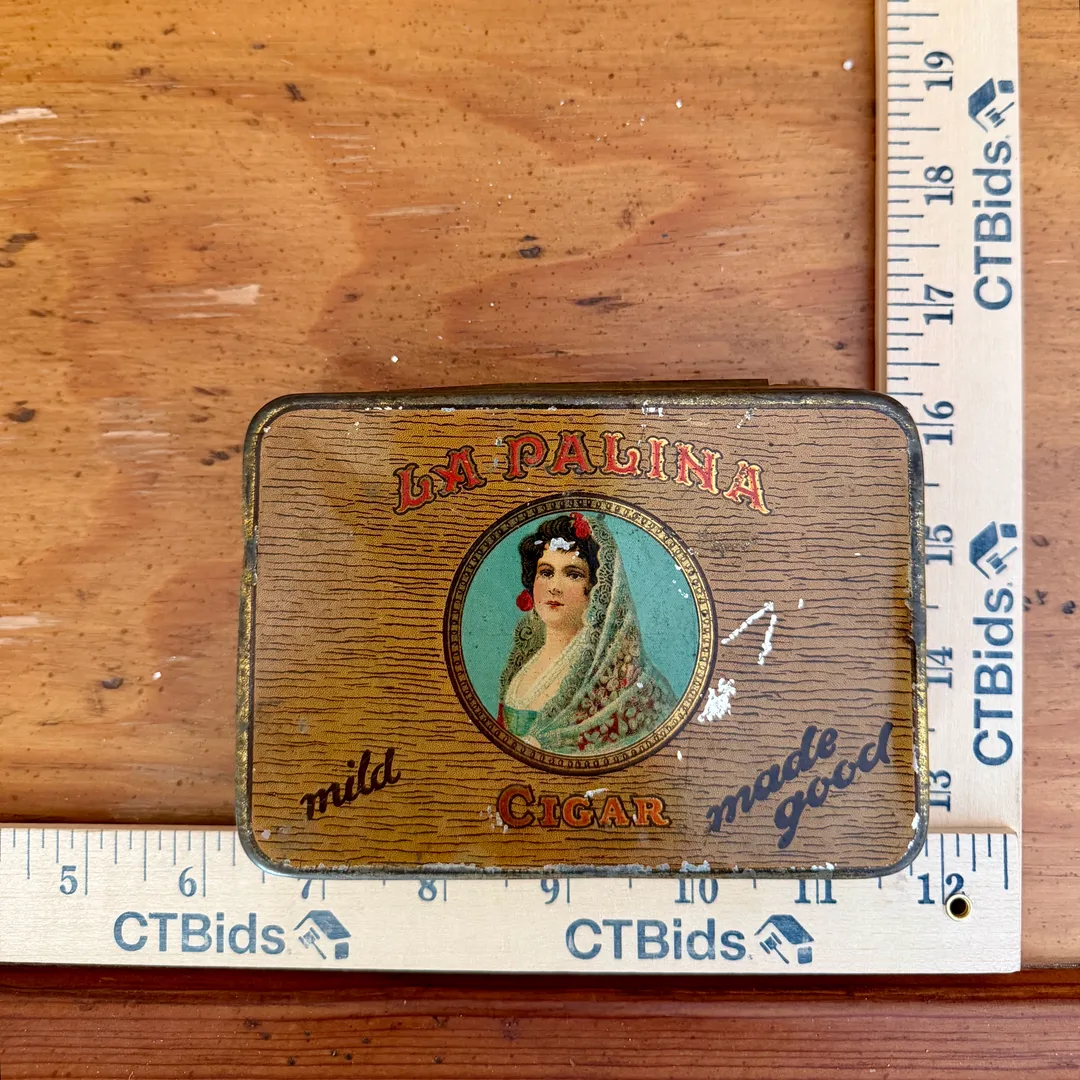 LA PALINA
mild
CIGAR
made
good
19
18
17
16
15
14
13
CTBids
CTBids
5 6 7 8 9 10 11 12
CTBids CTBids